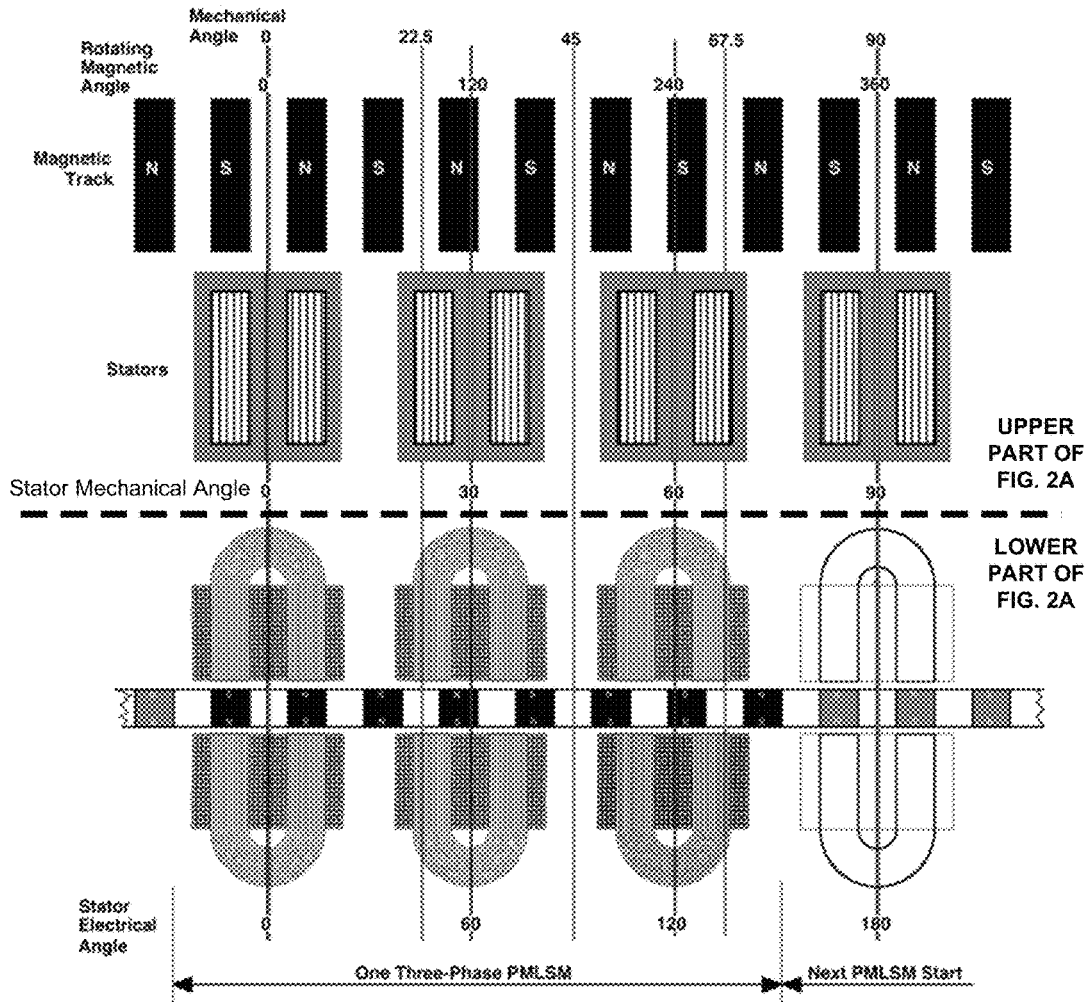 Mechanical
Angle 0 22.5 45 67.5 90
Rotating
Magnetic
Angle 0 120 240 360
Magnetic
Track
N S N S N S N S N S N S
Stators
UPPER
PART OF
FIG. 2A
Stator Mechanical Angle 0 30 60 90
LOWER
PART OF
FIG. 2A
Stator
Electrical
Angle 0 60 120 180
One Three-Phase PMLSM Next PMLSM Start